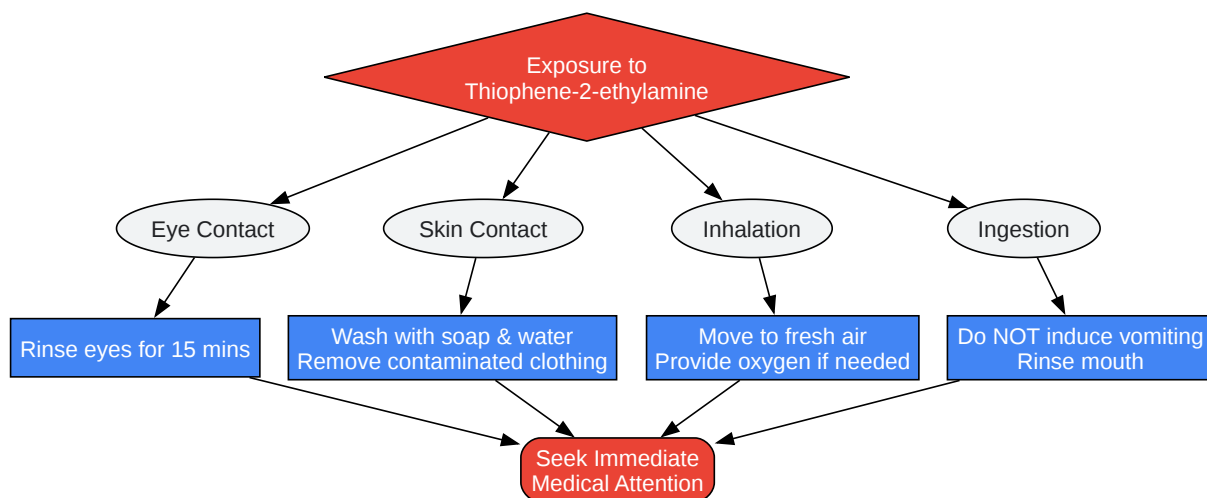 Exposure to
Thiophene-2-ethylamine
Eye Contact
Skin Contact
Inhalation
Ingestion
Rinse eyes for 15 mins
Wash with soap & water
Remove contaminated clothing
Move to fresh air
Provide oxygen if needed
Do NOT induce vomiting
Rinse mouth
Seek Immediate
Medical Attention